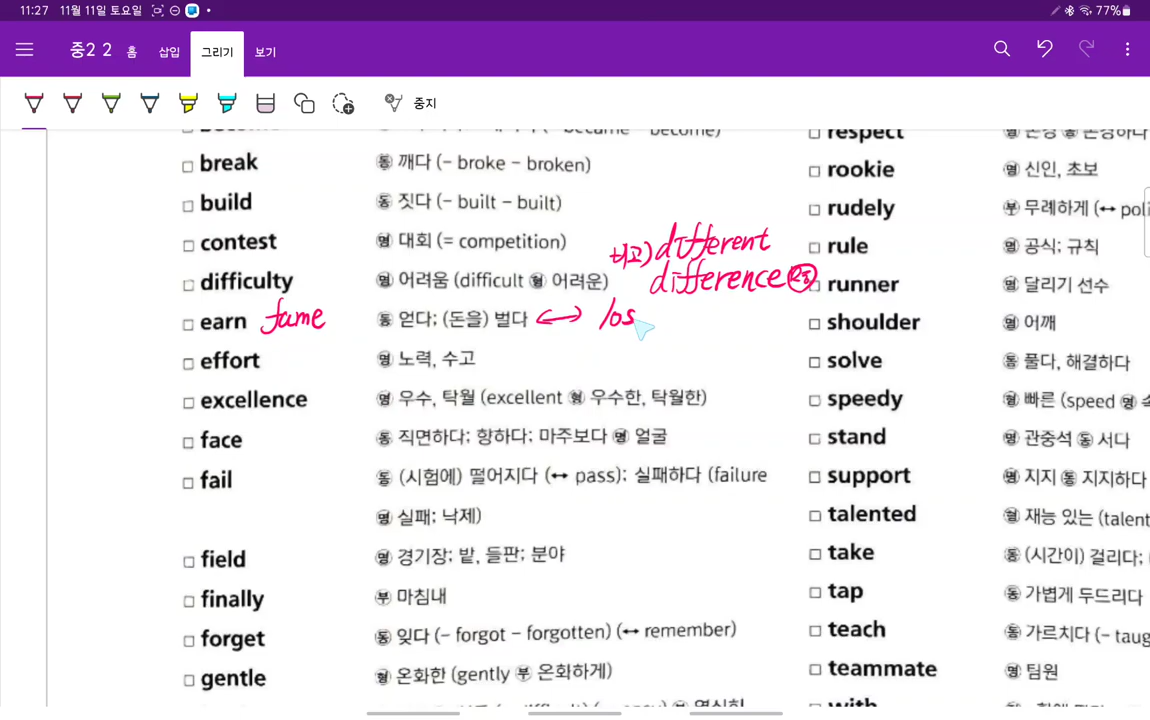 11:27 11월 11일 토요일 77%
중2 2 홈 삽입 그리기 보기
중지
break 동 깨다 (- broke - broken)
build 동 짓다 (- built - built)
contest 명 대회 (= competition)
비교) different
difficulty 명 어려움 (difficult 형 어려운)
difference
earn fame 동 얻다; (돈을) 벌다 ↔ los
effort 명 노력, 수고
excellence 명 우수, 탁월 (excellent 형 우수한, 탁월한)
face 동 직면하다; 향하다; 마주보다 명 얼굴
fail 동 (시험에) 떨어지다 (↔ pass); 실패하다 (failure
명 실패; 낙제)
field 명 경기장; 밭, 들판; 분야
finally 부 마침내
forget 동 잊다 (- forgot - forgotten) (↔ remember)
gentle 형 온화한 (gently 부 온화하게)
respect 명 존경 동 존경하다
rookie 명 신인, 초보
rudely 부 무례하게 (↔ pol
rule 명 공식; 규칙
runner 명 달리기 선수
shoulder 명 어깨
solve 동 풀다, 해결하다
speedy 형 빠른 (speed 명
stand 명 관중석 동 서다
support 명 지지 동 지지하다
talented 형 재능 있는 (talent
take 동 (시간이) 걸리다;
tap 동 가볍게 두드리다
teach 동 가르치다 (- taug
teammate 명 팀원
with